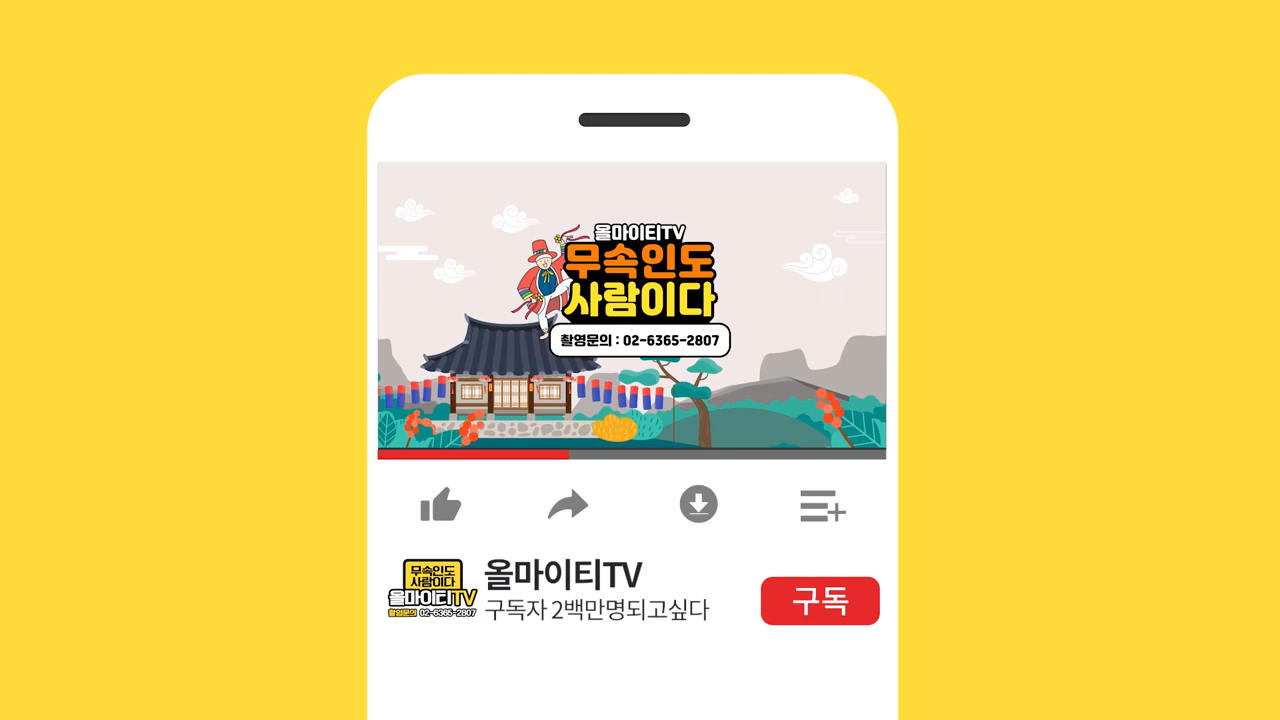 올마이티TV
무속인도
사람이다
촬영문의 : 02-6365-2807
무속인도
사람이다
올마이티TV
촬영문의 02-6365-2807
올마이티TV
구독자 2백만명되고싶다
구독